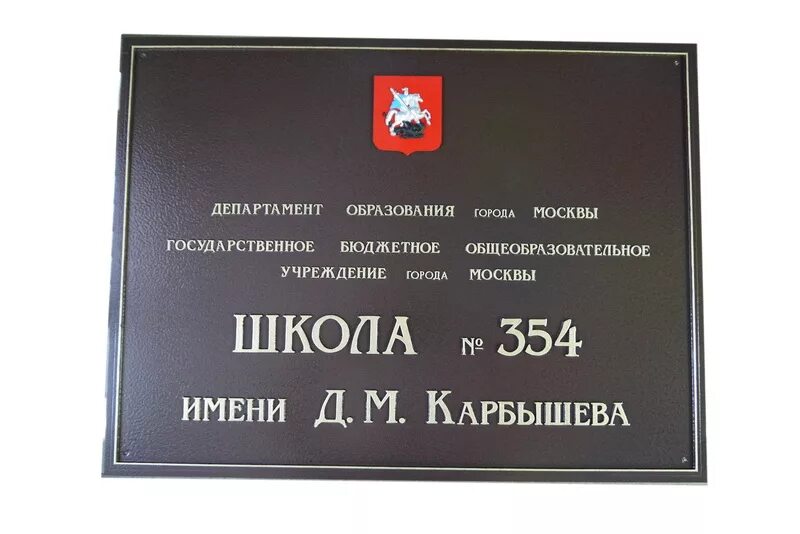 ДЕПАРТАМЕНТ ОБРАЗОВАНИЯ ГОРОДА МОСКВЫ
ГОСУДАРСТВЕННОЕ БЮДЖЕТНОЕ ОБЩЕОБРАЗОВАТЕЛЬНОЕ
УЧРЕЖДЕНИЕ ГОРОДА МОСКВЫ
ШКОЛА № 354
ИМЕНИ Д. М. КАРБЫШЕВА